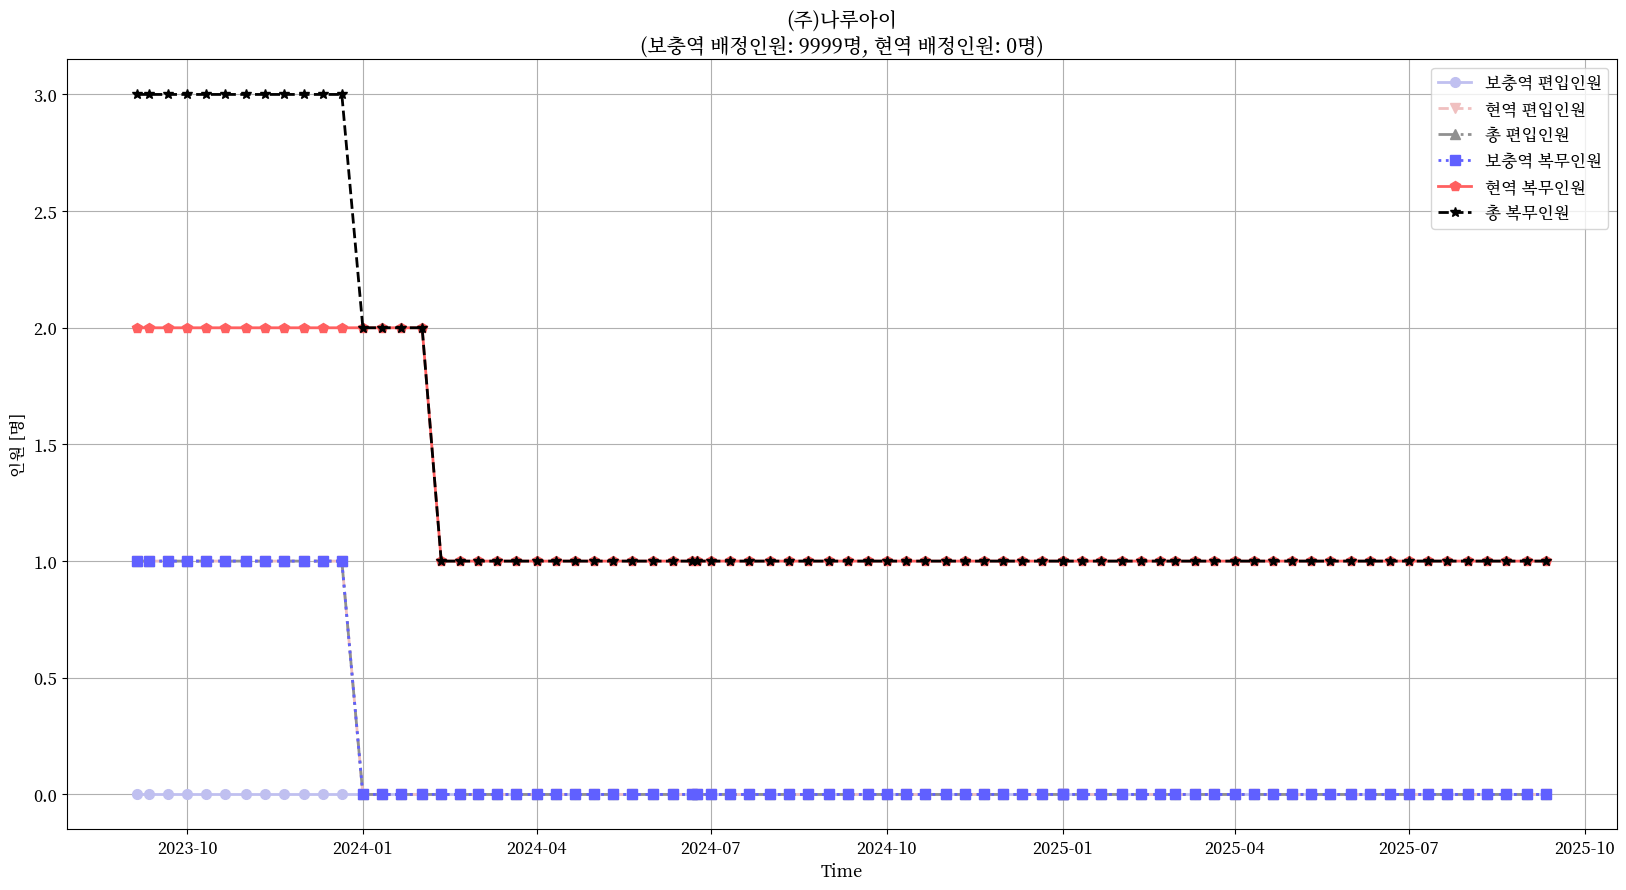 (주)나루아이
(보충역 배정인원: 9999명, 현역 배정인원: 0명)
보충역 편입인원
현역 편입인원
총 편입인원
보충역 복무인원
현역 복무인원
총 복무인원
인원 [명]
3.0
2.5
2.0
1.5
1.0
0.5
0.0
2023-10
2024-01
2024-04
2024-07
2024-10
2025-01
2025-04
2025-07
2025-10
Time